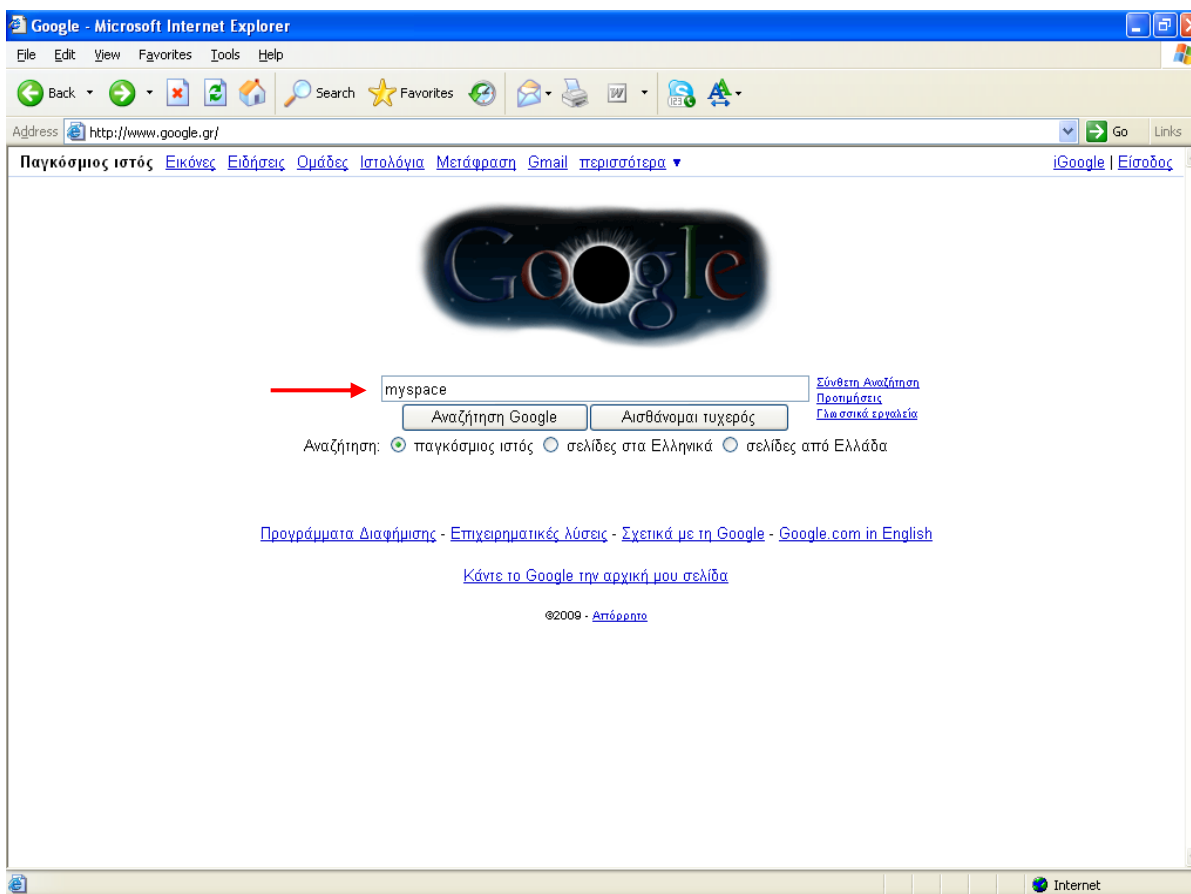 Google - Microsoft Internet Explorer
File Edit View Favorites Tools Help
Back Search Favorites
Address http://www.google.gr/ Go Links
Παγκόσμιος ιστός Εικόνες Ειδήσεις Ομάδες Ιστολόγια Μετάφραση Gmail περισσότερα ▼ iGoogle | Είσοδος
Google
myspace
Σύνθετη Αναζήτηση
Προτιμήσεις
Γλωσσικά εργαλεία
Αναζήτηση Google Αισθάνομαι τυχερός
Αναζήτηση: παγκόσμιος ιστός σελίδες στα Ελληνικά σελίδες από Ελλάδα
Προγράμματα Διαφήμισης - Επιχειρηματικές λύσεις - Σχετικά με τη Google - Google.com in English
Κάντε το Google την αρχική μου σελίδα
©2009 - Απόρρητο
Internet